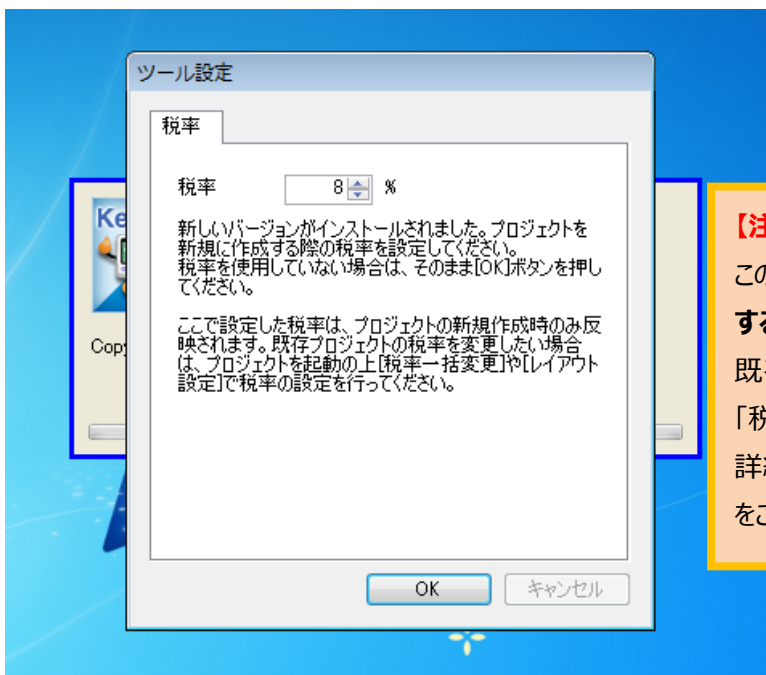 ツール設定
税率
税率 8 %
新しいバージョンがインストールされました。プロジェクトを
新規に作成する際の税率を設定してください。
税率を使用していない場合は、そのまま[OK]ボタンを押し
てください。
ここで設定した税率は、プロジェクトの新規作成時のみ反
映されます。既存プロジェクトの税率を変更したい場合
は、プロジェクトを起動の上[税率一括変更]や[レイアウト
設定]で税率の設定を行ってください。
OK キャンセル
Ke
Cop
【注
この
する
既
「税
詳
をご